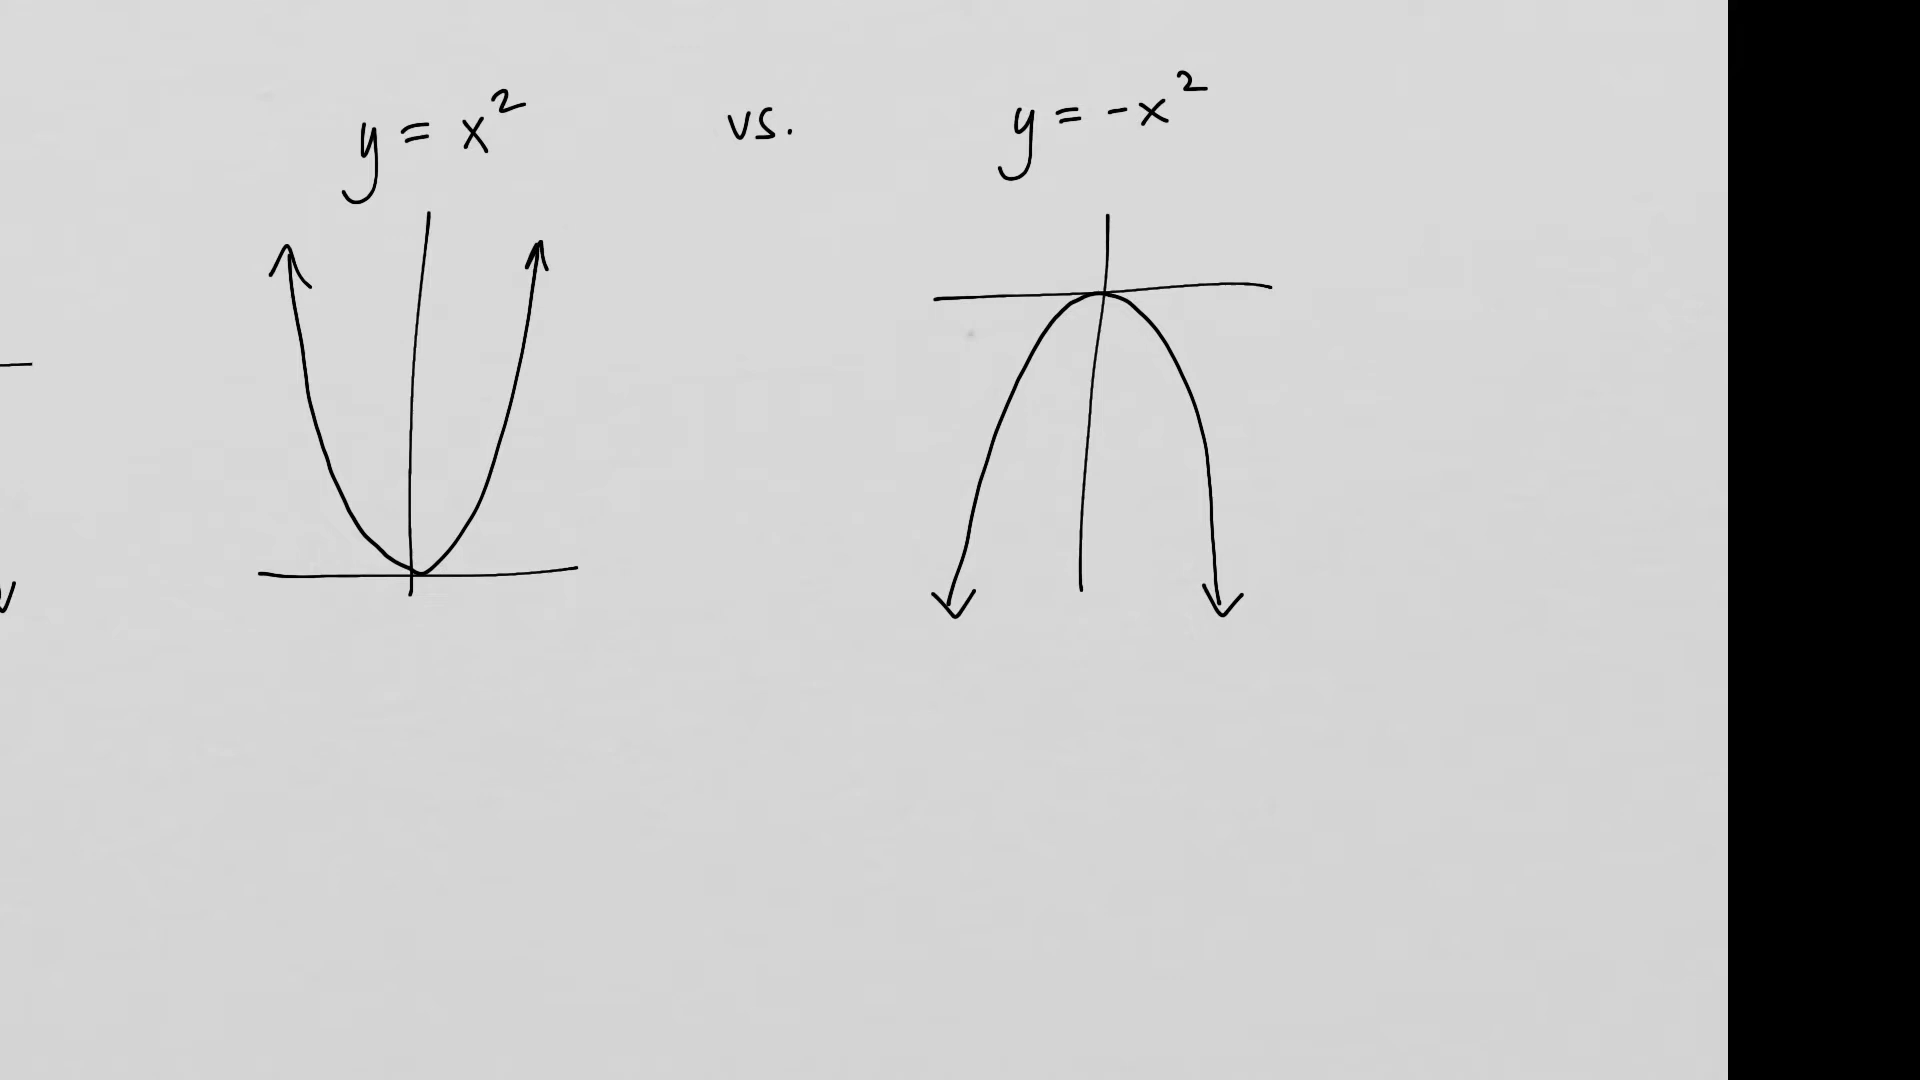 y = x² vs. y = -x²